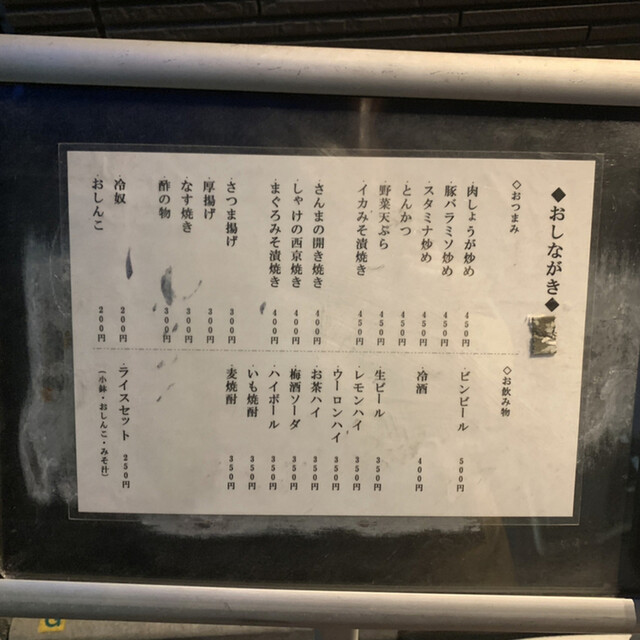 ◆おしながき◆
◇おつまみ
・肉しょうが炒め 450円
・豚バラミソ炒め 450円
・スタミナ炒め 450円
・とんかつ 450円
・野菜天ぷら 450円
・イカみそ漬焼き 450円
・さんまの開き焼き 400円
・しゃけの西京焼き 400円
・まぐろみそ漬焼き 400円
・さつま揚げ 300円
・厚揚げ 300円
・なす焼き 300円
・酢の物 300円
・冷奴 200円
・おしんこ 200円
◇お飲み物
・ビンビール 500円
・冷酒 400円
・生ビール 350円
・レモンハイ 350円
・ウーロンハイ 350円
・お茶ハイ 350円
・梅酒ソーダ 350円
・ハイボール 350円
・いも焼酎 350円
・麦焼酎 350円
・ライスセット 250円
(小鉢・おしんこ・みそ汁)